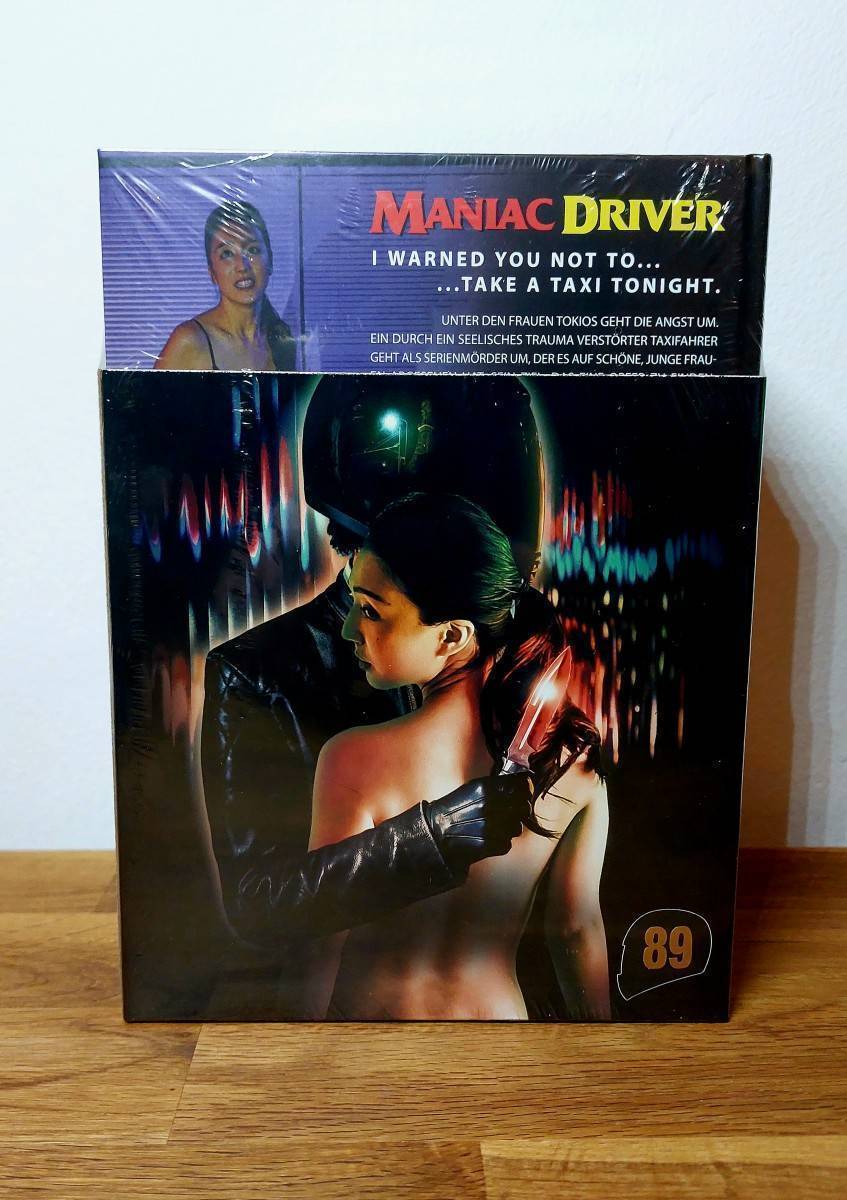 MANIAC DRIVER
I WARNED YOU NOT TO...
...TAKE A TAXI TONIGHT.
UNTER DEN FRAUEN TOKIOS GEHT DIE ANGST UM.
EIN DURCH EIN SEELISCHES TRAUMA VERSTÖRTER TAXIFAHRER
GEHT ALS SERIENMÖRDER UM, DER ES AUF SCHÖNE, JUNGE FRAU-
89